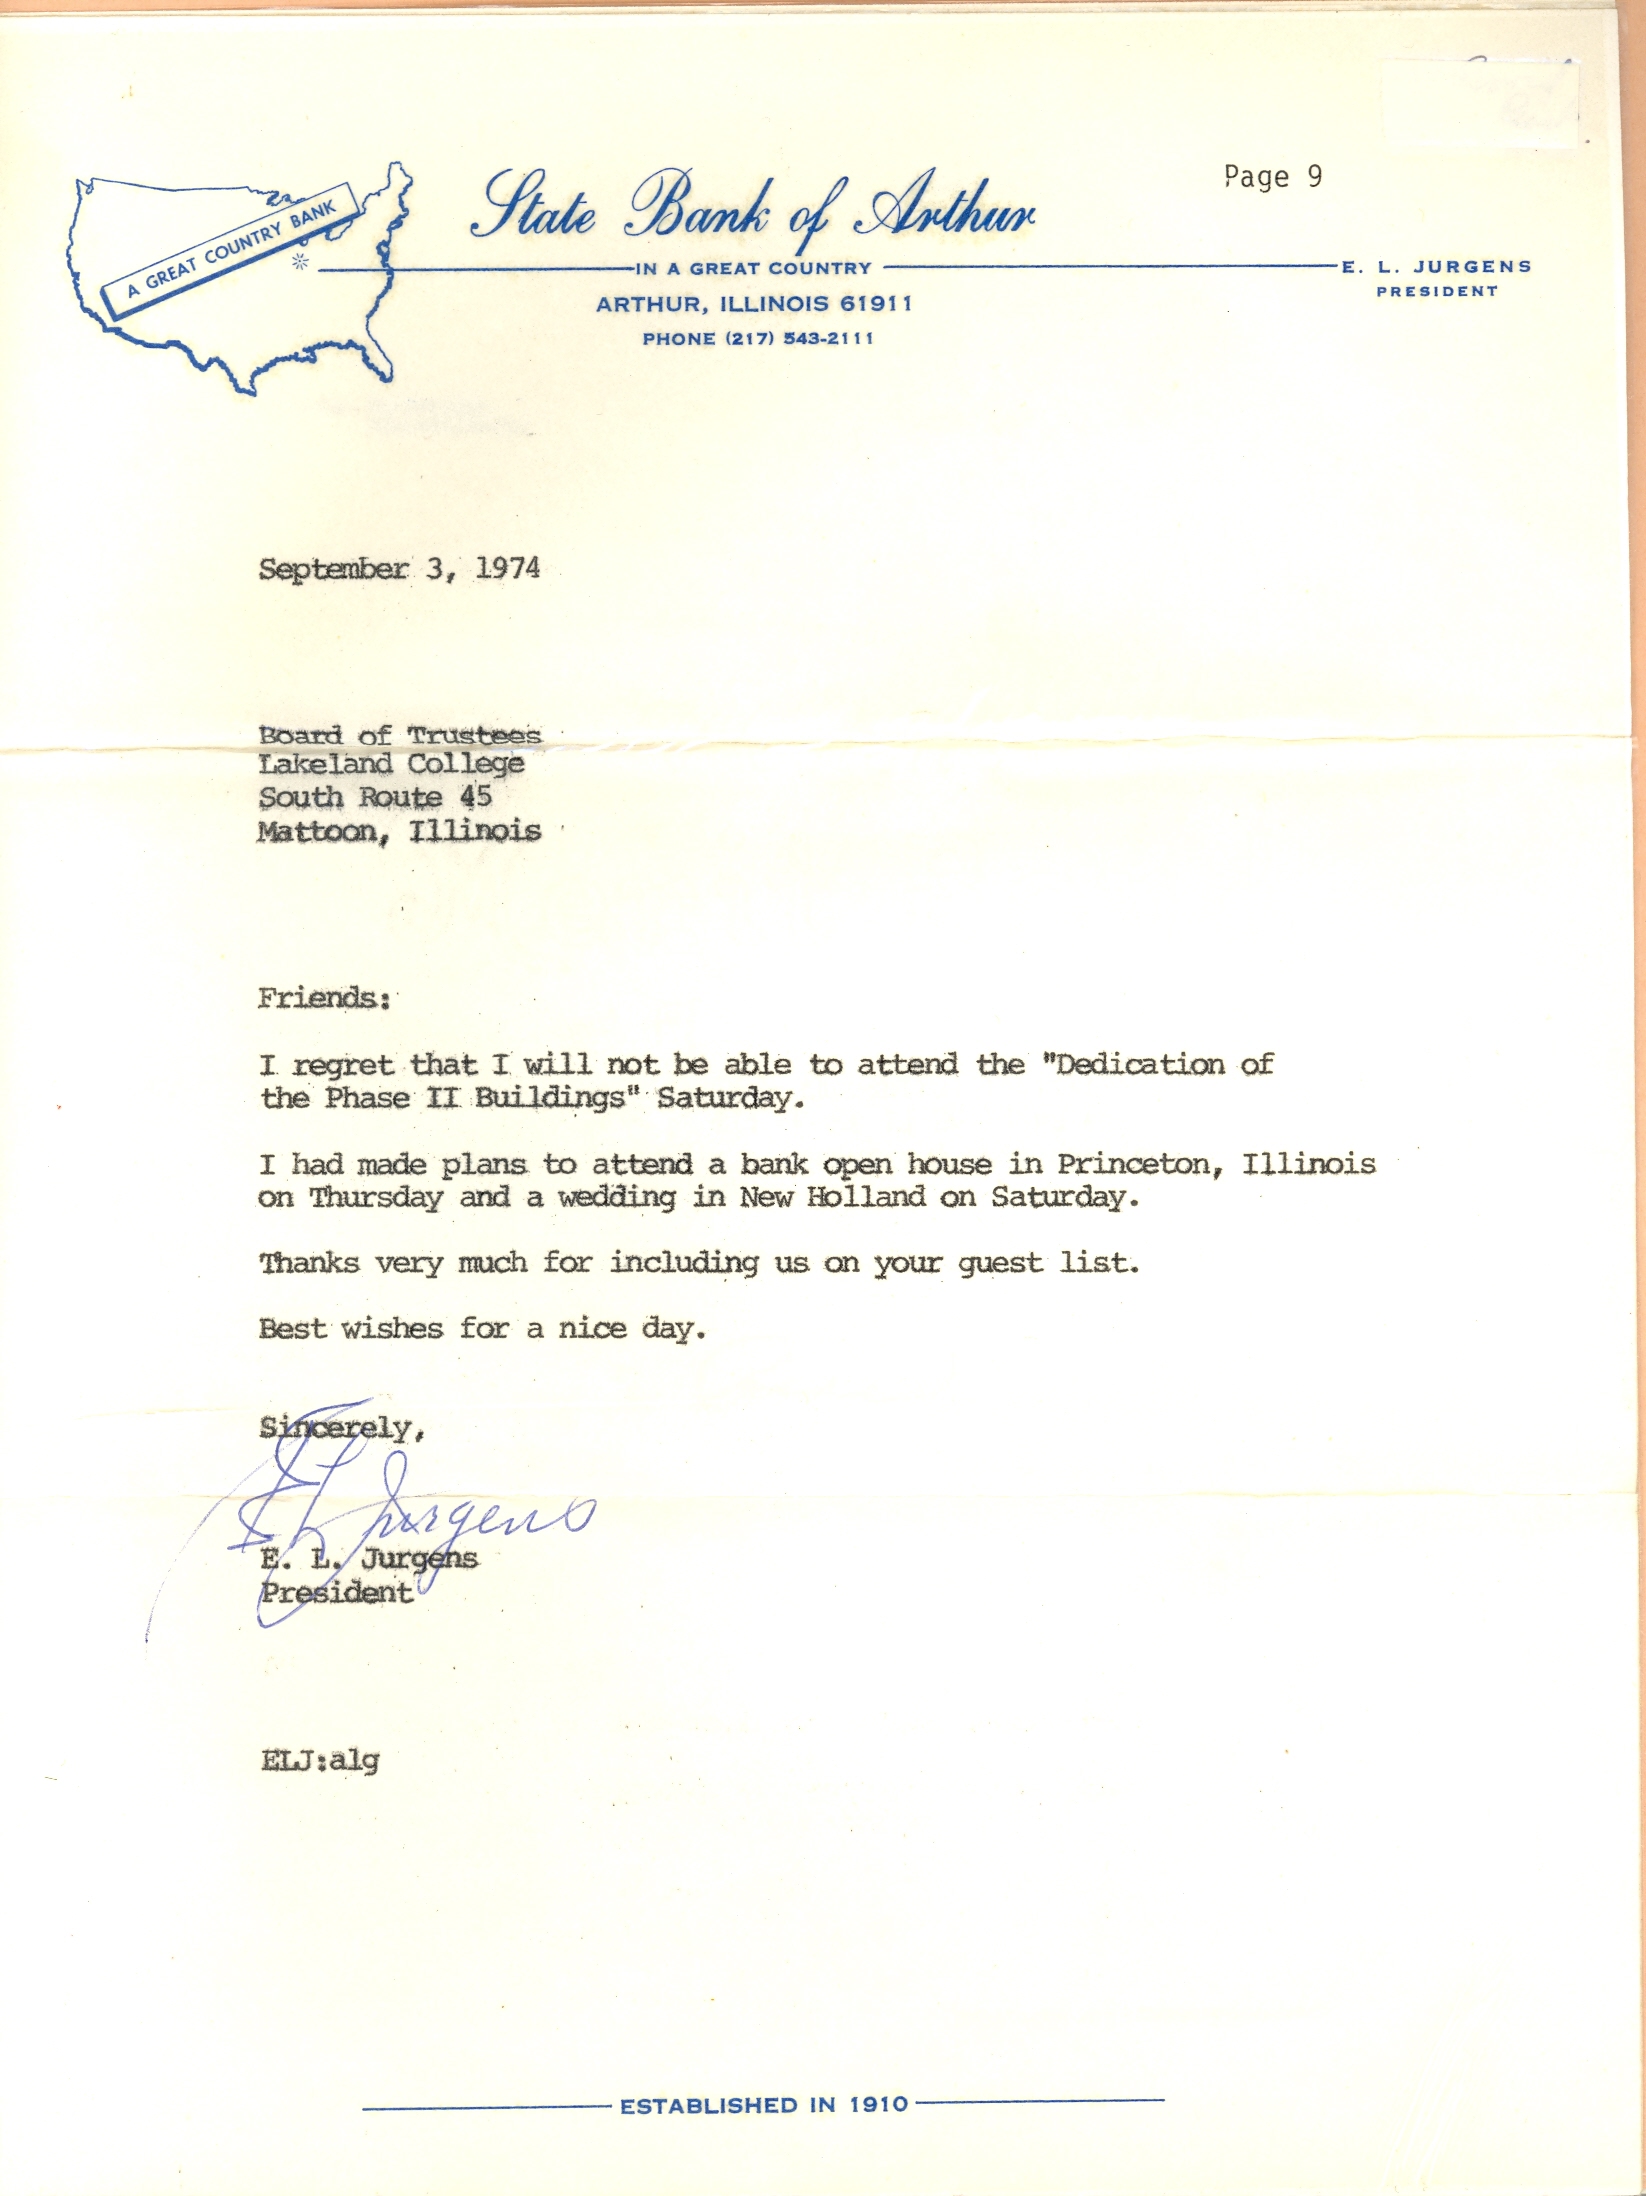 Page 9
A GREAT COUNTRY BANK
State Bank of Arthur
IN A GREAT COUNTRY
E. L. JURGENS
PRESIDENT
ARTHUR, ILLINOIS 61911
PHONE (217) 543-2111
September 3, 1974
Board of Trustees
Lakeland College
South Route 45
Mattoon, Illinois
Friends:
I regret that I will not be able to attend the "Dedication of
the Phase II Buildings" Saturday.
I had made plans to attend a bank open house in Princeton, Illinois
on Thursday and a wedding in New Holland on Saturday.
Thanks very much for including us on your guest list.
Best wishes for a nice day.
Sincerely,
E L Jurgens
E. L. Jurgens
President
ELJ:alg
ESTABLISHED IN 1910